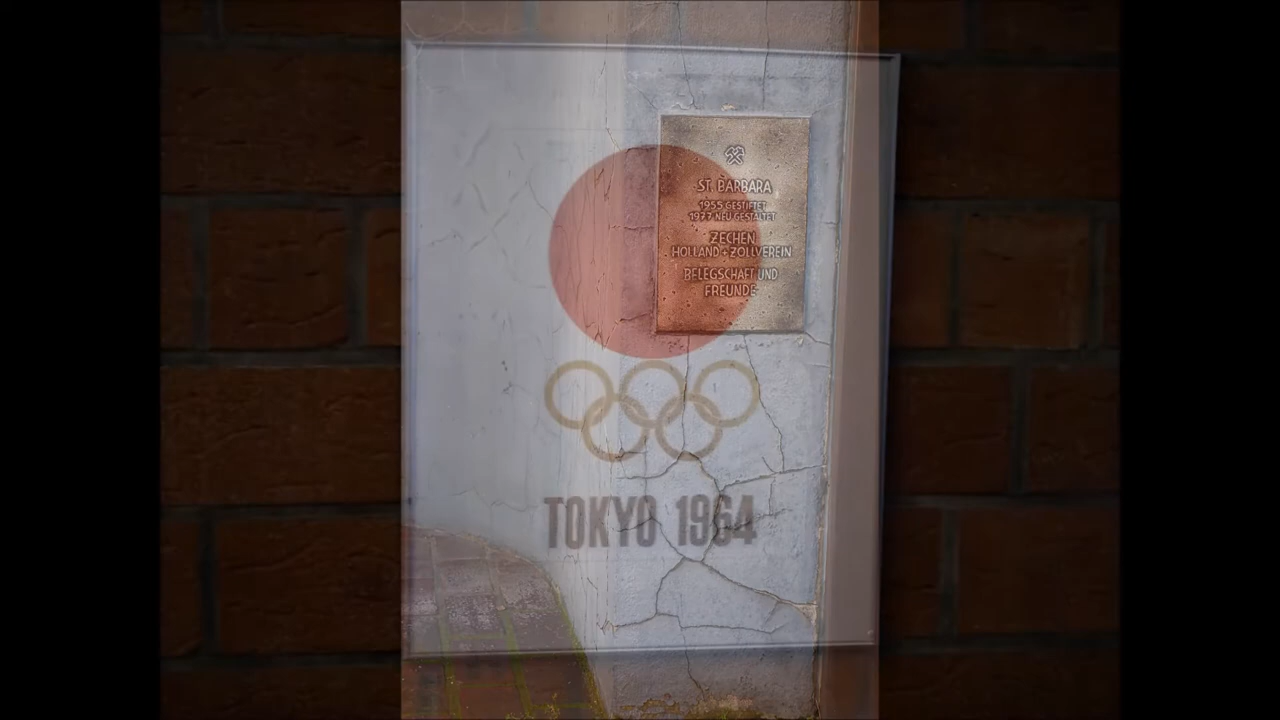 ST. BARBARA
1955 GESTIFTET
1977 NEU GESTALTET
ZECHEN
HOLLAND + ZOLLVEREIN
BELEGSCHAFT UND
FREUNDE
TOKYO 1964